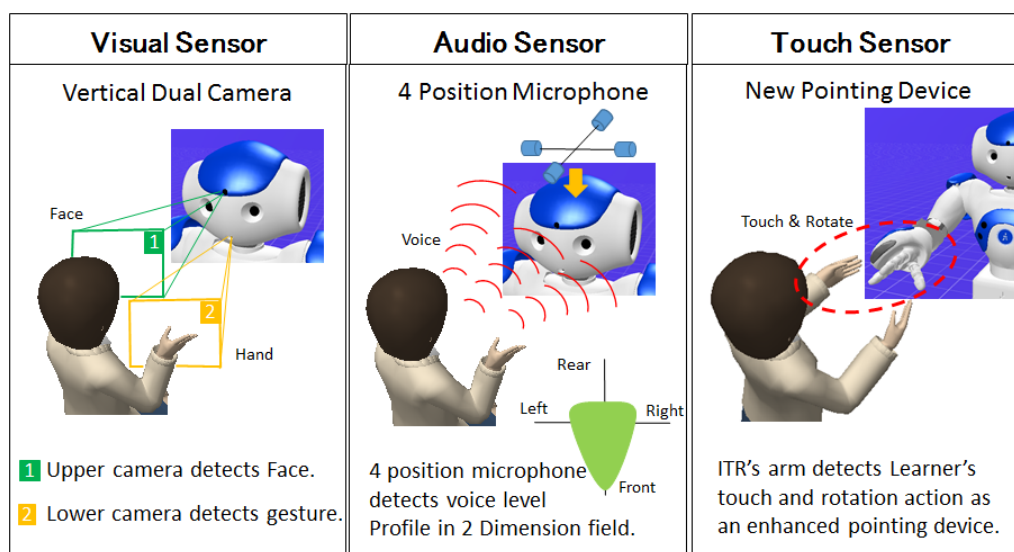 Visual Sensor
Vertical Dual Camera
Face
1
2
Hand
1 Upper camera detects Face.
2 Lower camera detects gesture.
Audio Sensor
4 Position Microphone
Voice
Rear
Left
Right
Front
4 position microphone
detects voice level
Profile in 2 Dimension field.
Touch Sensor
New Pointing Device
Touch & Rotate
ITR's arm detects Learner's
touch and rotation action as
an enhanced pointing device.